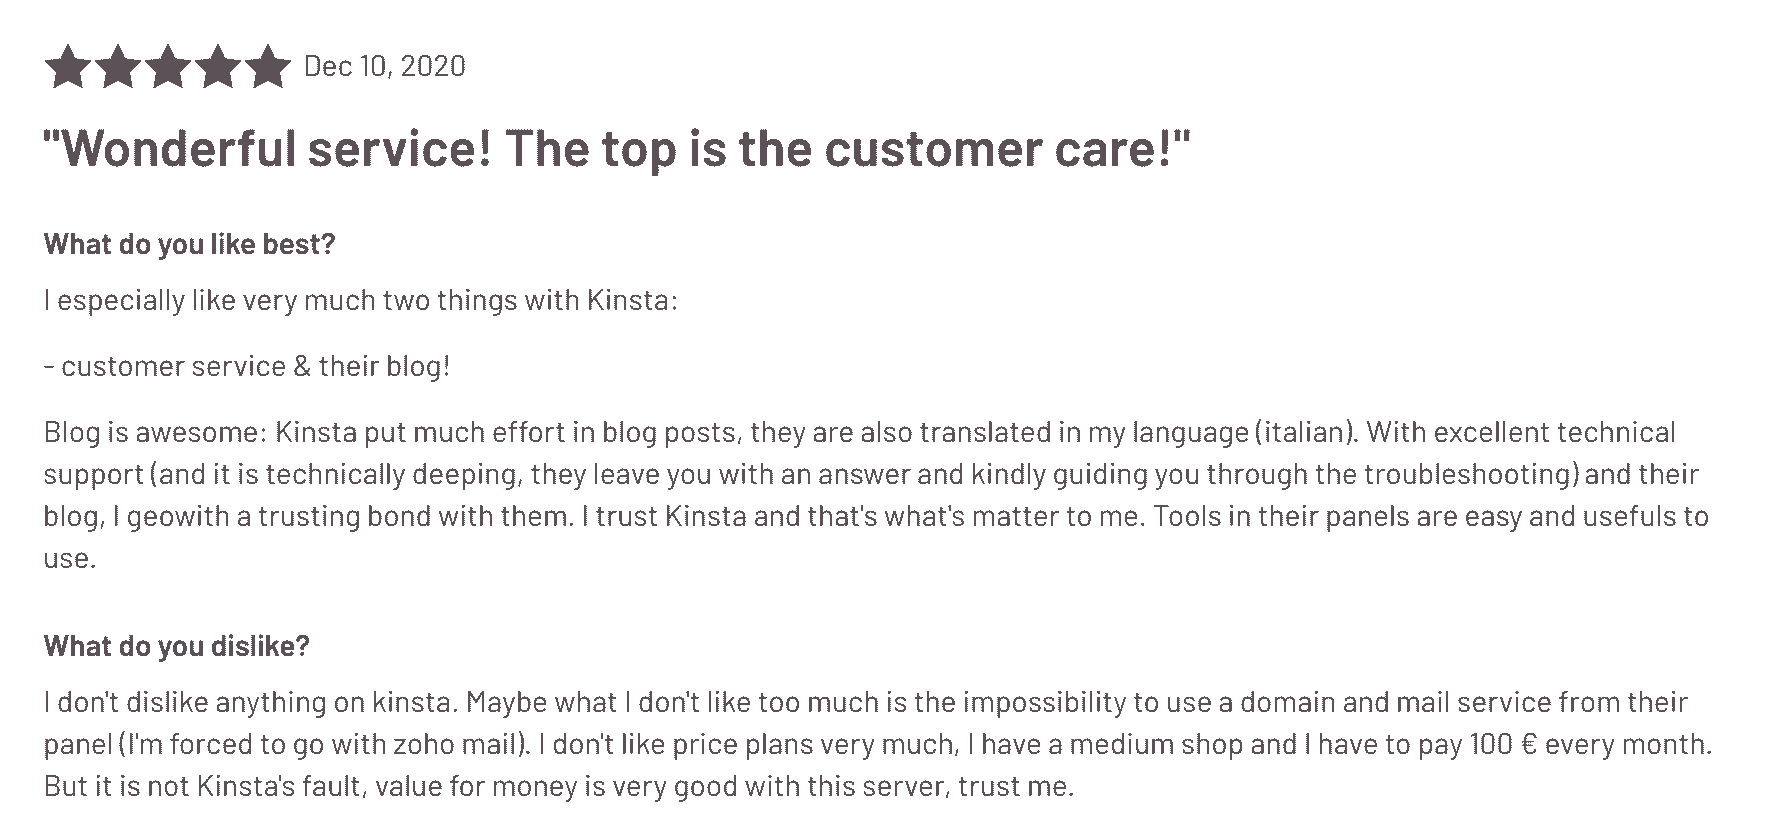 Dec 10, 2020
"Wonderful service! The top is the customer care!"
What do you like best?
I especially like very much two things with Kinsta:
- customer service & their blog!
Blog is awesome: Kinsta put much effort in blog posts, they are also translated in my language (italian). With excellent technical
support (and it is technically deeping, they leave you with an answer and kindly guiding you through the troubleshooting) and their
blog, I geowith a trusting bond with them. I trust Kinsta and that's what's matter to me. Tools in their panels are easy and usefuls to
use.
What do you dislike?
I don't dislike anything on kinsta. Maybe what I don't like too much is the impossibility to use a domain and mail service from their
panel (I'm forced to go with zoho mail). I don't like price plans very much, I have a medium shop and I have to pay 100 € every month.
But it is not Kinsta's fault, value for money is very good with this server, trust me.